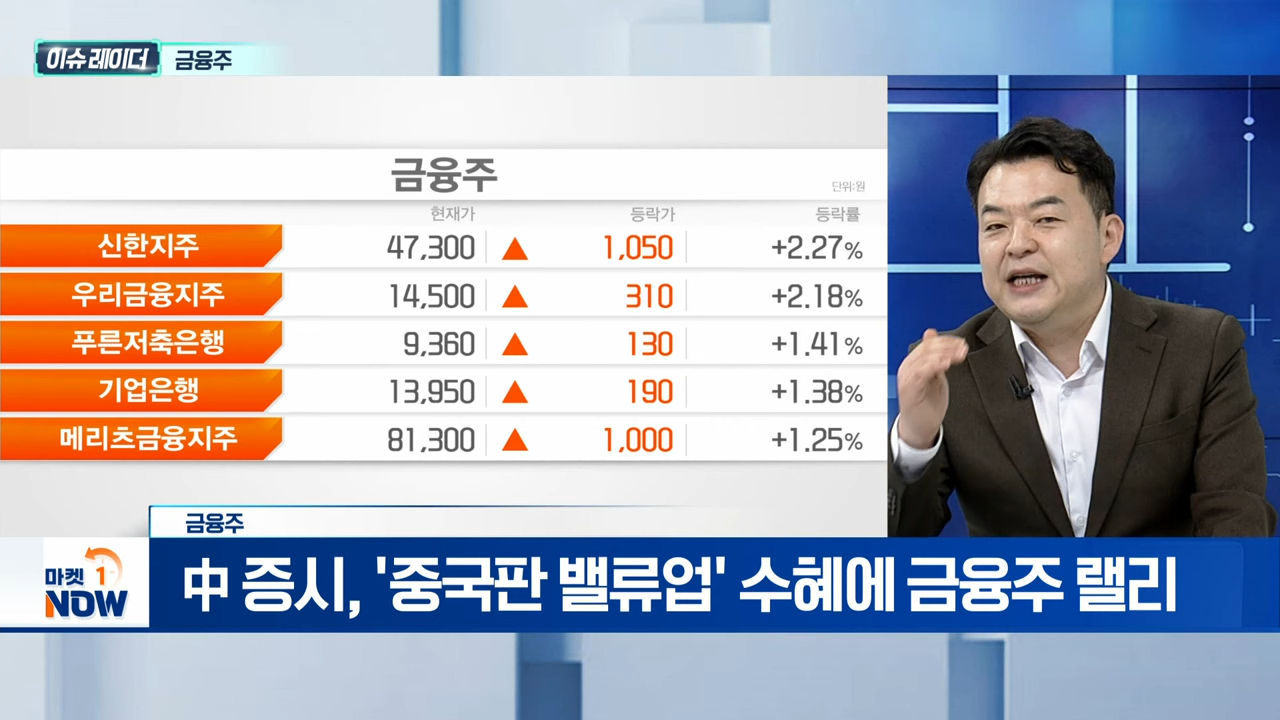 이슈 레이더 금융주
금융주
단위:원
현재가 등락가 등락률
신한지주 47,300 ▲ 1,050 +2.27%
우리금융지주 14,500 ▲ 310 +2.18%
푸른저축은행 9,360 ▲ 130 +1.41%
기업은행 13,950 ▲ 190 +1.38%
메리츠금융지주 81,300 ▲ 1,000 +1.25%
금융주
마켓 1
NOW
中 증시, '중국판 밸류업' 수혜에 금융주 랠리